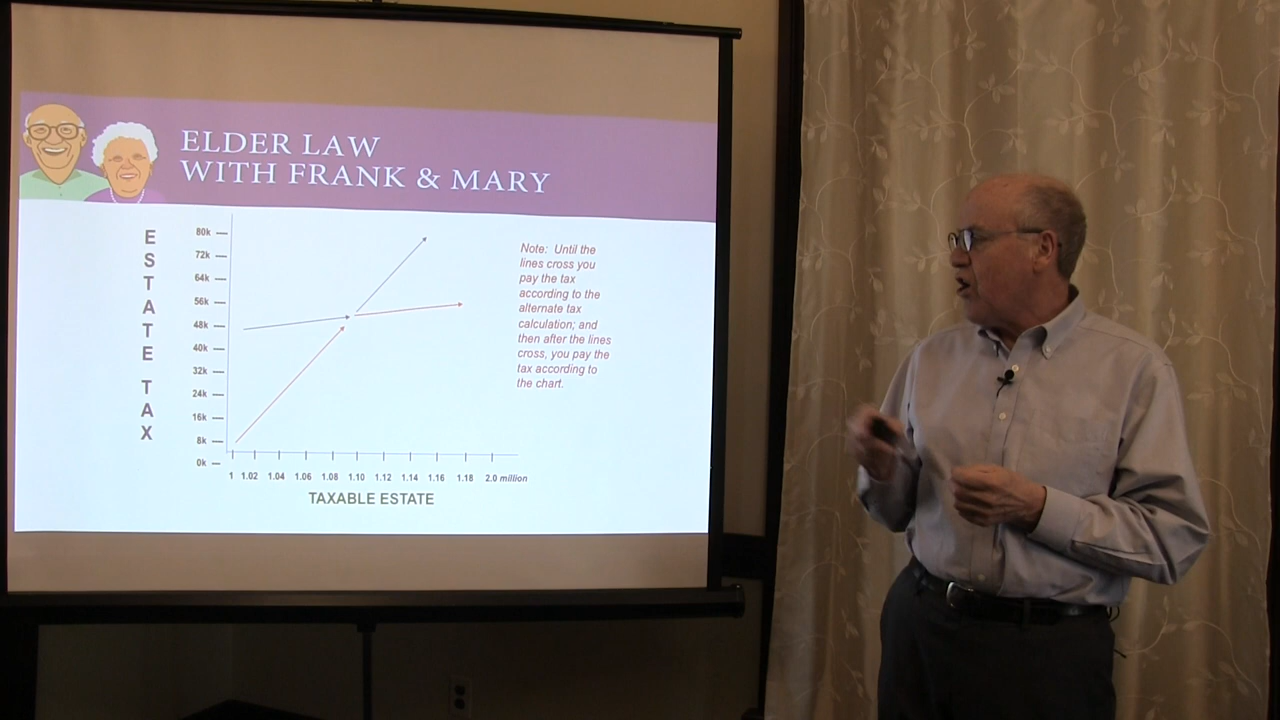 ELDER LAW
WITH FRANK & MARY
ESTATE TAX
80k
72k
64k
56k
48k
40k
32k
24k
16k
8k
0k
1 1.02 1.04 1.06 1.08 1.10 1.12 1.14 1.16 1.18 2.0 million
TAXABLE ESTATE
Note: Until the
lines cross you
pay the tax
according to the
alternate tax
calculation; and
then after the lines
cross, you pay the
tax according to
the chart.